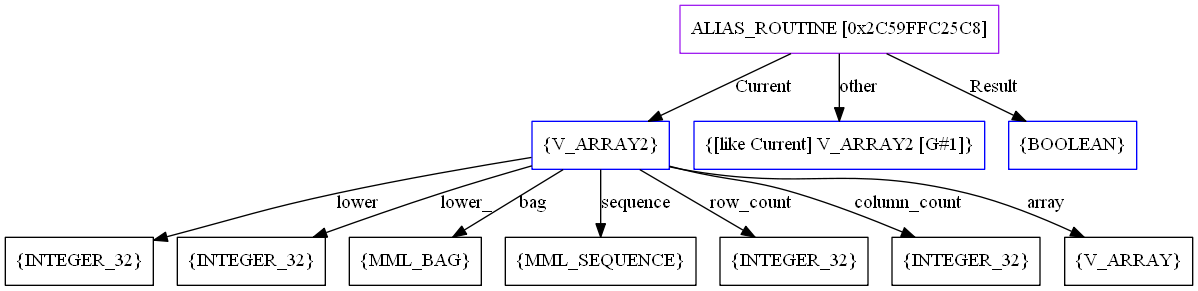 ALIAS_ROUTINE [0x2C59FFC25C8]
Current
other
Result
{V_ARRAY2}
{[like Current] V_ARRAY2 [G#1]}
{BOOLEAN}
lower
lower_
bag
sequence
row_count
column_count
array
{INTEGER_32}
{INTEGER_32}
{MML_BAG}
{MML_SEQUENCE}
{INTEGER_32}
{INTEGER_32}
{V_ARRAY}